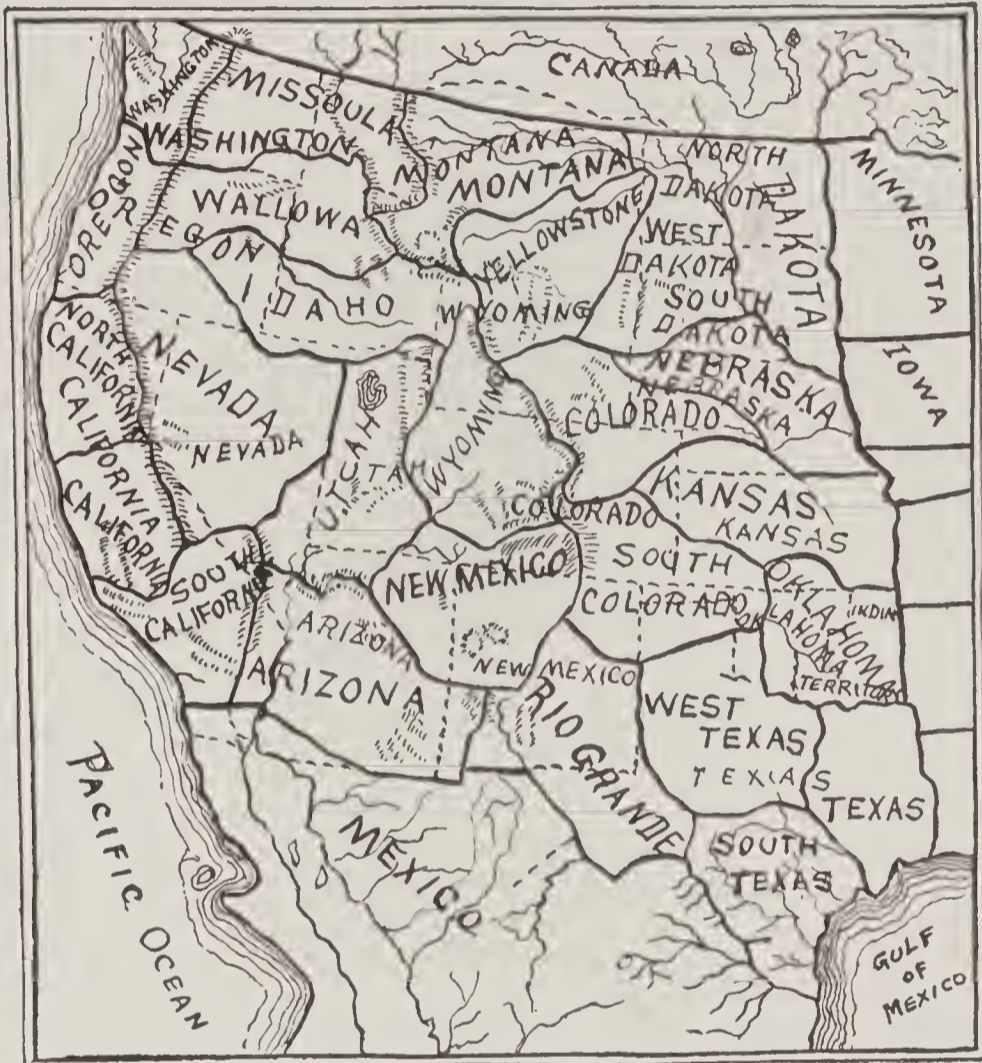 CANADA
WASHINGTON
MISSOULA
WASHINGTON
MONTANA
MONTANA
NORTH
DAKOTA
DAKOTA
MINNESOTA
OREGON
OREGON
WALLOWA
YELLOWSTONE
WEST
DAKOTA
SOUTH
DAKOTA
IDAHO
WYOMING
NORTH
CALIFORNIA
CALIFORNIA
NEVADA
NEVADA
NEBRASKA
NEBRASKA
IOWA
COLORADO
UTAH
UTAH
WYOMING
CALIFORNIA
COLORADO
KANSAS
KANSAS
SOUTH
CALIFORNIA
NEW MEXICO
SOUTH
COLORADO
OK
OKLAHOMA
LAHOMA
INDIAN
TERRITORY
ARIZONA
ARIZONA
NEW MEXICO
RIO GRANDE
WEST
TEXAS
TEXAS
TEXAS
SOUTH
TEXAS
MEXICO
PACIFIC OCEAN
GULF
OF
MEXICO